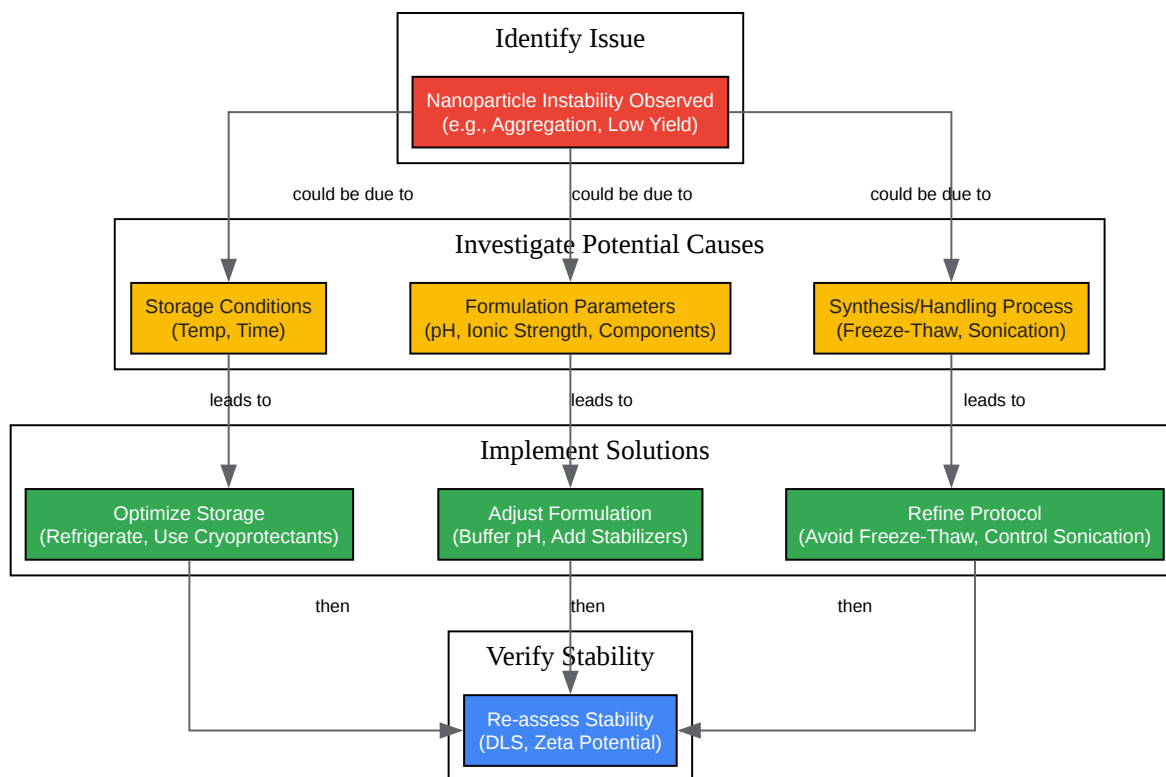 Identify Issue
Nanoparticle Instability Observed
(e.g., Aggregation, Low Yield)
could be due to
could be due to
could be due to
Investigate Potential Causes
Storage Conditions
(Temp, Time)
Formulation Parameters
(pH, Ionic Strength, Components)
Synthesis/Handling Process
(Freeze-Thaw, Sonication)
leads to
leads to
leads to
Implement Solutions
Optimize Storage
(Refrigerate, Use Cryoprotectants)
Adjust Formulation
(Buffer pH, Add Stabilizers)
Refine Protocol
(Avoid Freeze-Thaw, Control Sonication)
then
then
then
Verify Stability
Re-assess Stability
(DLS, Zeta Potential)